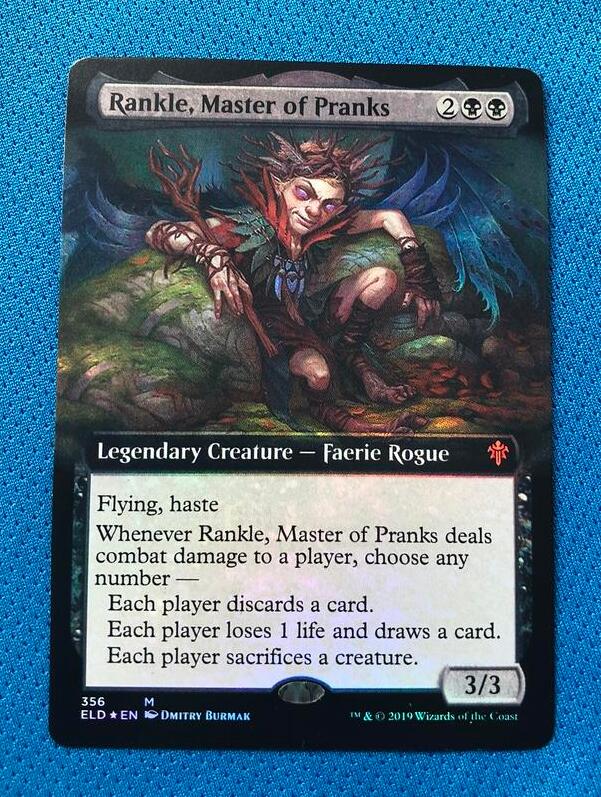 Rankle, Master of Pranks 2
Legendary Creature — Faerie Rogue
Flying, haste
Whenever Rankle, Master of Pranks deals
combat damage to a player, choose any
number —
Each player discards a card.
Each player loses 1 life and draws a card.
Each player sacrifices a creature.
3/3
356 M
ELD ★ EN Dmitry Burmak
™ & © 2019 Wizards of the Coast